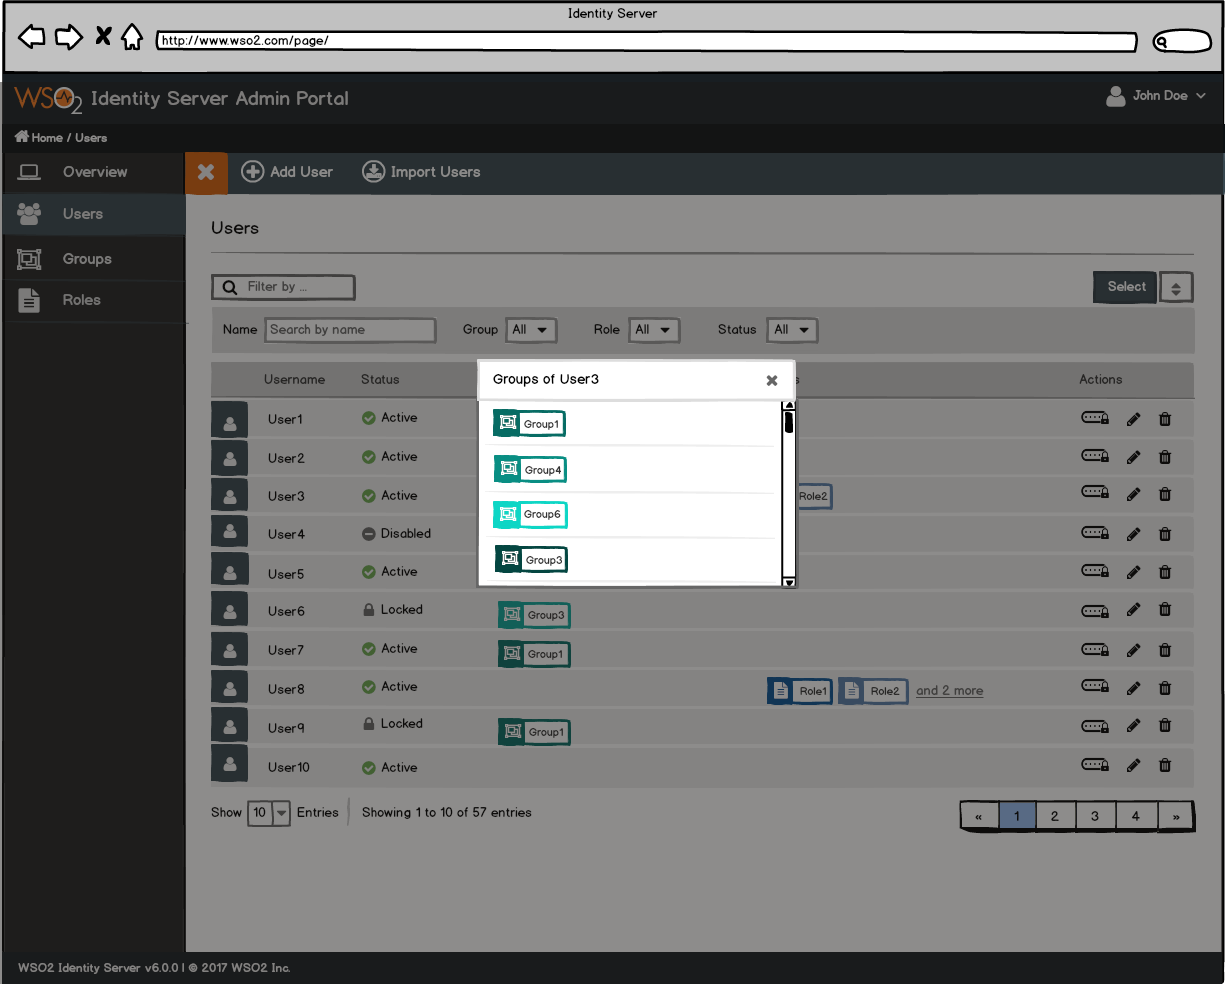 Identity Server
http://www.wso2.com/page/
WSO2 Identity Server Admin Portal
John Doe
Home / Users
Overview
Add User
Import Users
Users
Groups
Roles
Users
Filter by ...
Select
Name
Search by name
Group
All
Role
All
Status
All
Username
Status
s
Actions
Groups of User3
Group1
Group4
Group6
Group3
User1
Active
User2
Active
User3
Active
Role2
User4
Disabled
User5
Active
User6
Locked
Group3
User7
Active
Group1
User8
Active
Role1
Role2
and 2 more
User9
Locked
Group1
User10
Active
Show 10 Entries
Showing 1 to 10 of 57 entries
« 1 2 3 4 »
WSO2 Identity Server v6.0.0 | © 2017 WSO2 Inc.